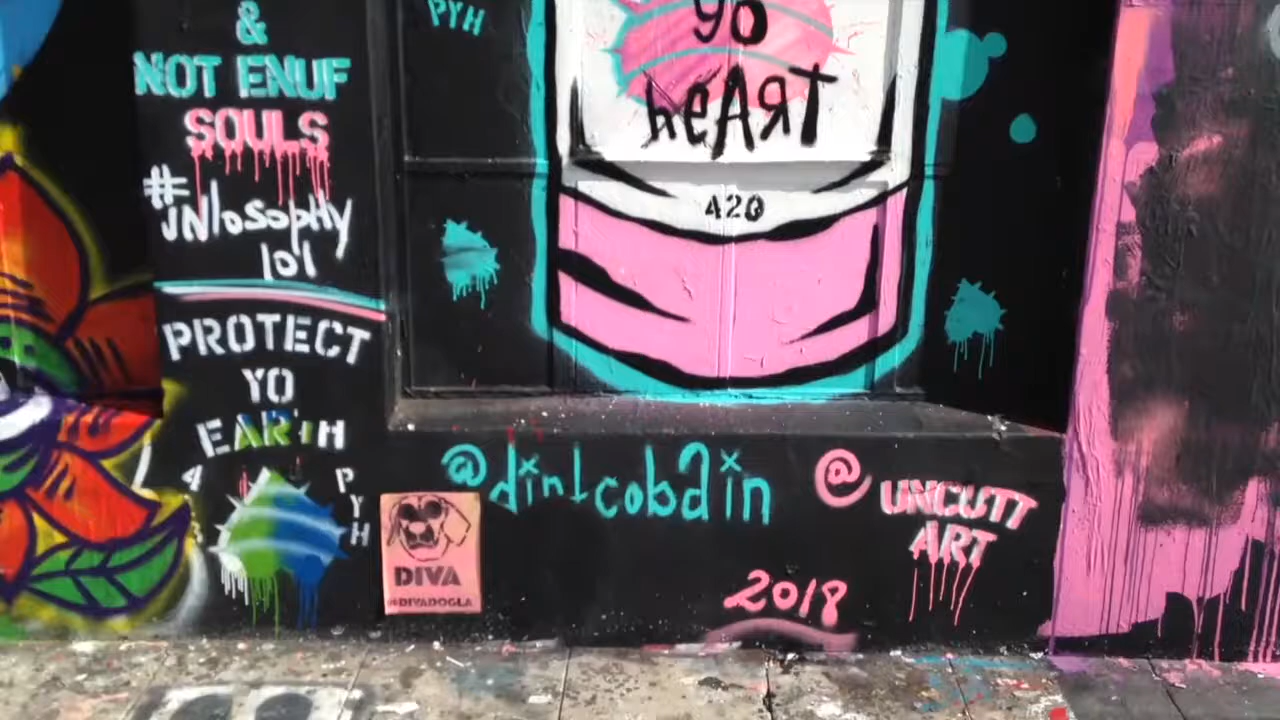 &
NOT ENUF
SOULS
#JNlosopHy
101
PROTECT
YO
EARTH
4
PYH
PYH
yo
heART
420
@dintcobain
@UNCUTT
ART
2018
DIVA
@DIVADOGLA